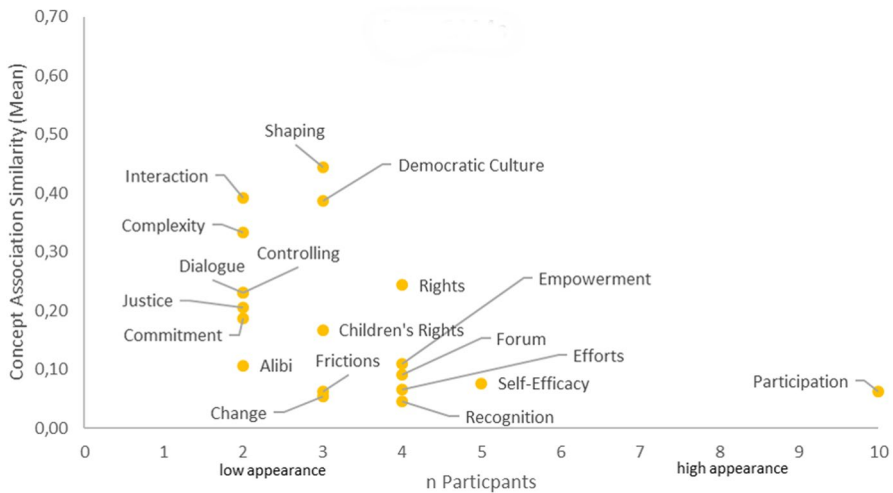 0,70
0,60
0,50
0,40
0,30
0,20
0,10
0,00
Concept Association Similarity (Mean)
Shaping
Democratic Culture
Interaction
Complexity
Controlling
Dialogue
Rights
Empowerment
Justice
Commitment
Children's Rights
Forum
Alibi
Frictions
Efforts
Self-Efficacy
Participation
Change
Recognition
0 1 2 3 4 5 6 7 8 9 10
low appearance
high appearance
n Particpants